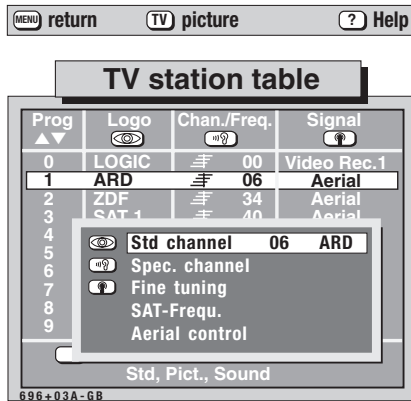 MENU return TV picture ? Help
TV station table
Prog Logo Chan./Freq. Signal
0 LOGIC 00 Video Rec.1
1 ARD 06 Aerial
2 ZDF 34 Aerial
3 SAT 1 40 Aerial
4
5
6
7
8
9
Std channel 06 ARD
Spec. channel
Fine tuning
SAT-Frequ.
Aerial control
Std, Pict., Sound
696+03A-GB